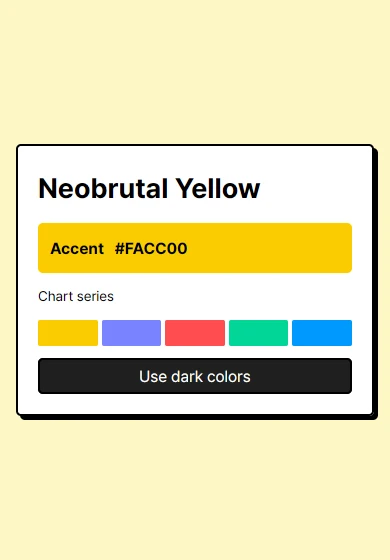 Neobrutal Yellow
Accent #FACC00
Chart series
Use dark colors